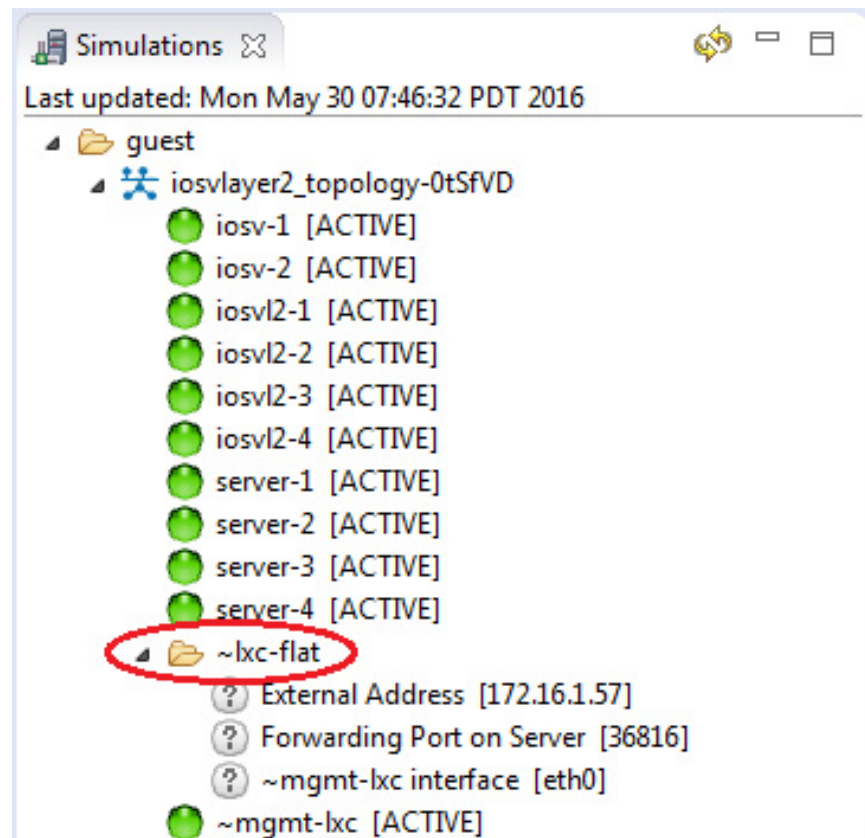 Simulations
Last updated: Mon May 30 07:46:32 PDT 2016
guest
iosvlayer2_topology-0tSfVD
iosv-1 [ACTIVE]
iosv-2 [ACTIVE]
iosvl2-1 [ACTIVE]
iosvl2-2 [ACTIVE]
iosvl2-3 [ACTIVE]
iosvl2-4 [ACTIVE]
server-1 [ACTIVE]
server-2 [ACTIVE]
server-3 [ACTIVE]
server-4 [ACTIVE]
~lxc-flat
? External Address [172.16.1.57]
? Forwarding Port on Server [36816]
? ~mgmt-lxc interface [eth0]
~mgmt-lxc [ACTIVE]